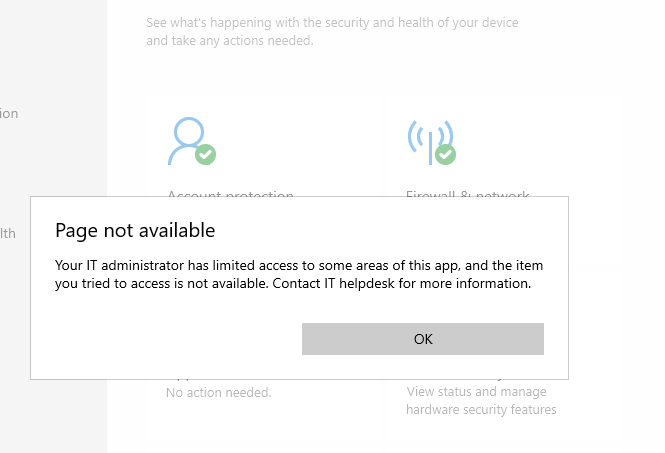 See what's happening with the security and health of your device
and take any actions needed.
ion
Account protection
Firewall & network
lth
Page not available
Your IT administrator has limited access to some areas of this app, and the item
you tried to access is not available. Contact IT helpdesk for more information.
OK
No action needed.
View status and manage
hardware security features